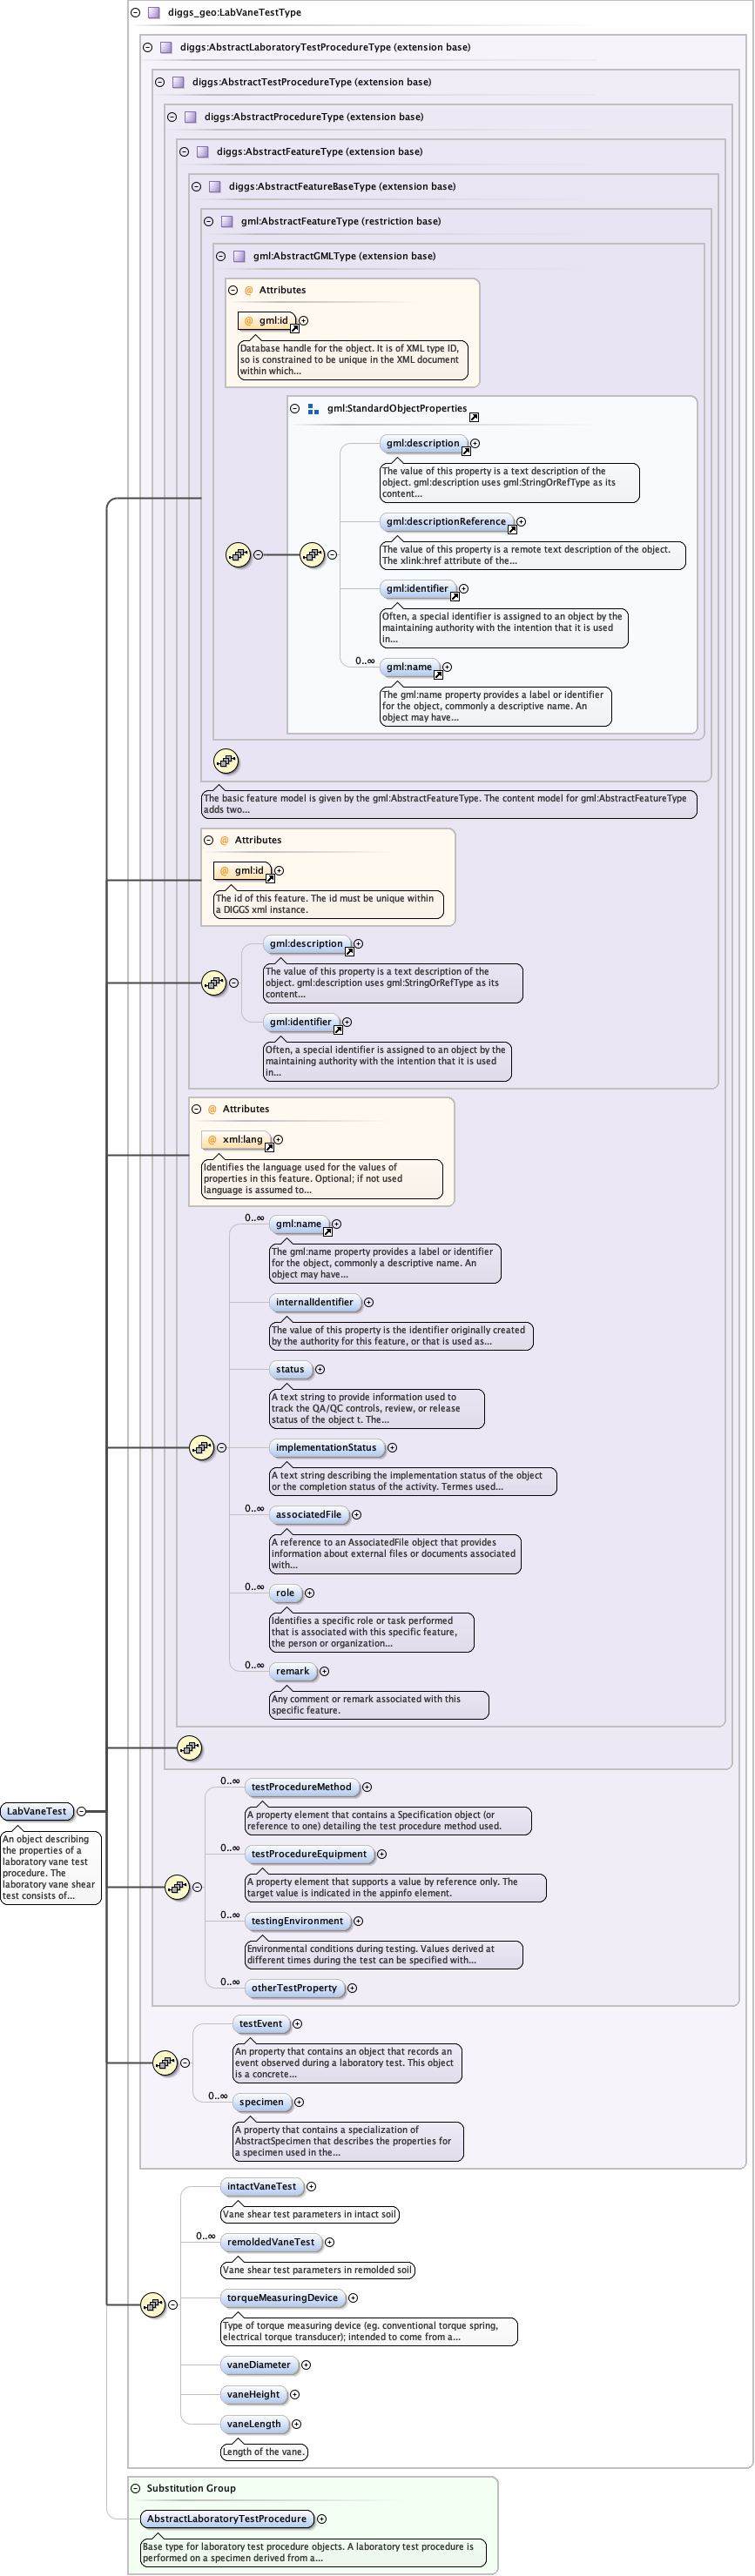 diggs_geo:LabVaneTestType
diggs:AbstractLaboratoryTestProcedureType (extension base)
diggs:AbstractTestProcedureType (extension base)
diggs:AbstractProcedureType (extension base)
diggs:AbstractFeatureType (extension base)
diggs:AbstractFeatureBaseType (extension base)
gml:AbstractFeatureType (restriction base)
gml:AbstractGMLType (extension base)
@ Attributes
@ gml:id
Database handle for the object. It is of XML type ID,
so is constrained to be unique in the XML document
within which...
gml:StandardObjectProperties
gml:description
The value of this property is a text description of the
object. gml:description uses gml:StringOrRefType as its
content...
gml:descriptionReference
The value of this property is a remote text description of the object.
The xlink:href attribute of the...
gml:identifier
Often, a special identifier is assigned to an object by the
maintaining authority with the intention that it is used
in...
0..∞
gml:name
The gml:name property provides a label or identifier
for the object, commonly a descriptive name. An
object may have...
The basic feature model is given by the gml:AbstractFeatureType. The content model for gml:AbstractFeatureType
adds two...
@ Attributes
@ gml:id
The id of this feature. The id must be unique within
a DIGGS xml instance.
gml:description
The value of this property is a text description of the
object. gml:description uses gml:StringOrRefType as its
content...
gml:identifier
Often, a special identifier is assigned to an object by the
maintaining authority with the intention that it is used
in...
@ Attributes
@ xml:lang
Identifies the language used for the values of
properties in this feature. Optional; if not used
language is assumed to...
0..∞
gml:name
The gml:name property provides a label or identifier
for the object, commonly a descriptive name. An
object may have...
internalIdentifier
The value of this property is the identifier originally created
by the authority for this feature, or that is used as...
status
A text string to provide information used to
track the QA/QC controls, review, or release
status of the object t. The...
implementationStatus
A text string describing the implementation status of the object
or the completion status of the activity. Termes used...
0..∞
associatedFile
A reference to an AssociatedFile object that provides
information about external files or documents associated
with...
0..∞
role
Identifies a specific role or task performed
that is associated with this specific feature,
the person or organization...
0..∞
remark
Any comment or remark associated with this
specific feature.
0..∞
testProcedureMethod
A property element that contains a Specification object (or
reference to one) detailing the test procedure method used.
LabVaneTest
An object describing
the properties of a
laboratory vane test
procedure. The
laboratory vane shear
test consists of...
0..∞
testProcedureEquipment
A property element that supports a value by reference only. The
target value is indicated in the appinfo element.
0..∞
testingEnvironment
Environmental conditions during testing. Values derived at
different times during the test can be specified with...
0..∞
otherTestProperty
testEvent
An property that contains an object that records an
event observed during a laboratory test. This object
is a concrete...
0..∞
specimen
A property that contains a specialization of
AbstractSpecimen that describes the properties for
a specimen used in the...
intactVaneTest
Vane shear test parameters in intact soil
0..∞
remoldedVaneTest
Vane shear test parameters in remolded soil
torqueMeasuringDevice
Type of torque measuring device (eg. conventional torque spring,
electrical torque transducer); intended to come from a...
vaneDiameter
vaneHeight
vaneLength
Length of the vane.
Substitution Group
AbstractLaboratoryTestProcedure
Base type for laboratory test procedure objects. A laboratory test procedure is
performed on a specimen derived from a...